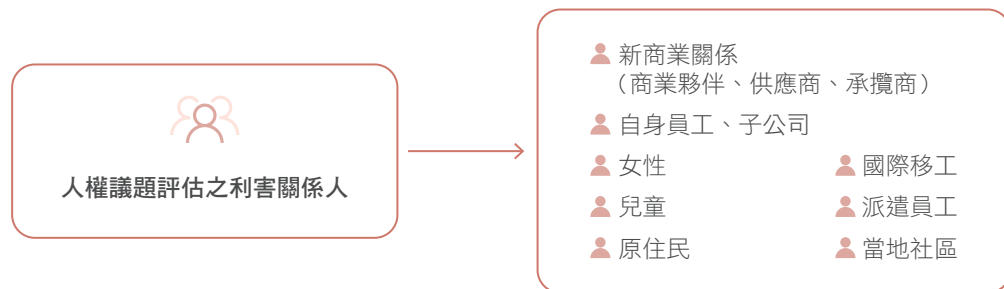 人權議題評估之利害關係人
新商業關係
（商業夥伴、供應商、承攬商）
自身員工、子公司
女性
國際移工
兒童
派遣員工
原住民
當地社區